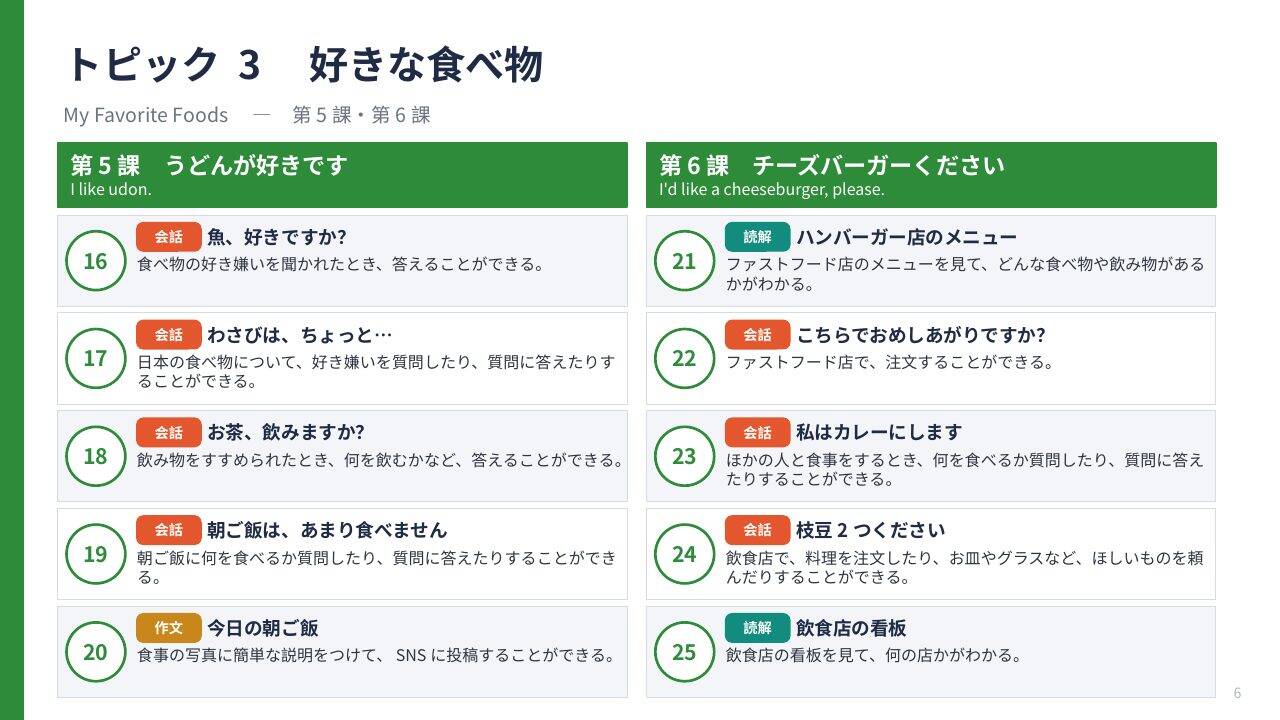 トピック 3　好きな食べ物
My Favorite Foods　—　第 5 課・第 6 課
第 5 課　うどんが好きです
I like udon.
16
会話 魚、好きですか？
食べ物の好き嫌いを聞かれたとき、答えることができる。
17
会話 わさびは、ちょっと…
日本の食べ物について、好き嫌いを質問したり、質問に答えたりす
ることができる。
18
会話 お茶、飲みますか？
飲み物をすすめられたとき、何を飲むかなど、答えることができる。
19
会話 朝ご飯は、あまり食べません
朝ご飯に何を食べるか質問したり、質問に答えたりすることができ
る。
20
作文 今日の朝ご飯
食事の写真に簡単な説明をつけて、 SNS に投稿することができる。
第 6 課　チーズバーガーください
I'd like a cheeseburger, please.
21
読解 ハンバーガー店のメニュー
ファストフード店のメニューを見て、どんな食べ物や飲み物がある
かがわかる。
22
会話 こちらでおめしあがりですか？
ファストフード店で、注文することができる。
23
会話 私はカレーにします
ほかの人と食事をするとき、何を食べるか質問したり、質問に答え
たりすることができる。
24
会話 枝豆 2 つください
飲食店で、料理を注文したり、お皿やグラスなど、ほしいものを頼
んだりすることができる。
25
読解 飲食店の看板
飲食店の看板を見て、何の店かがわかる。
6